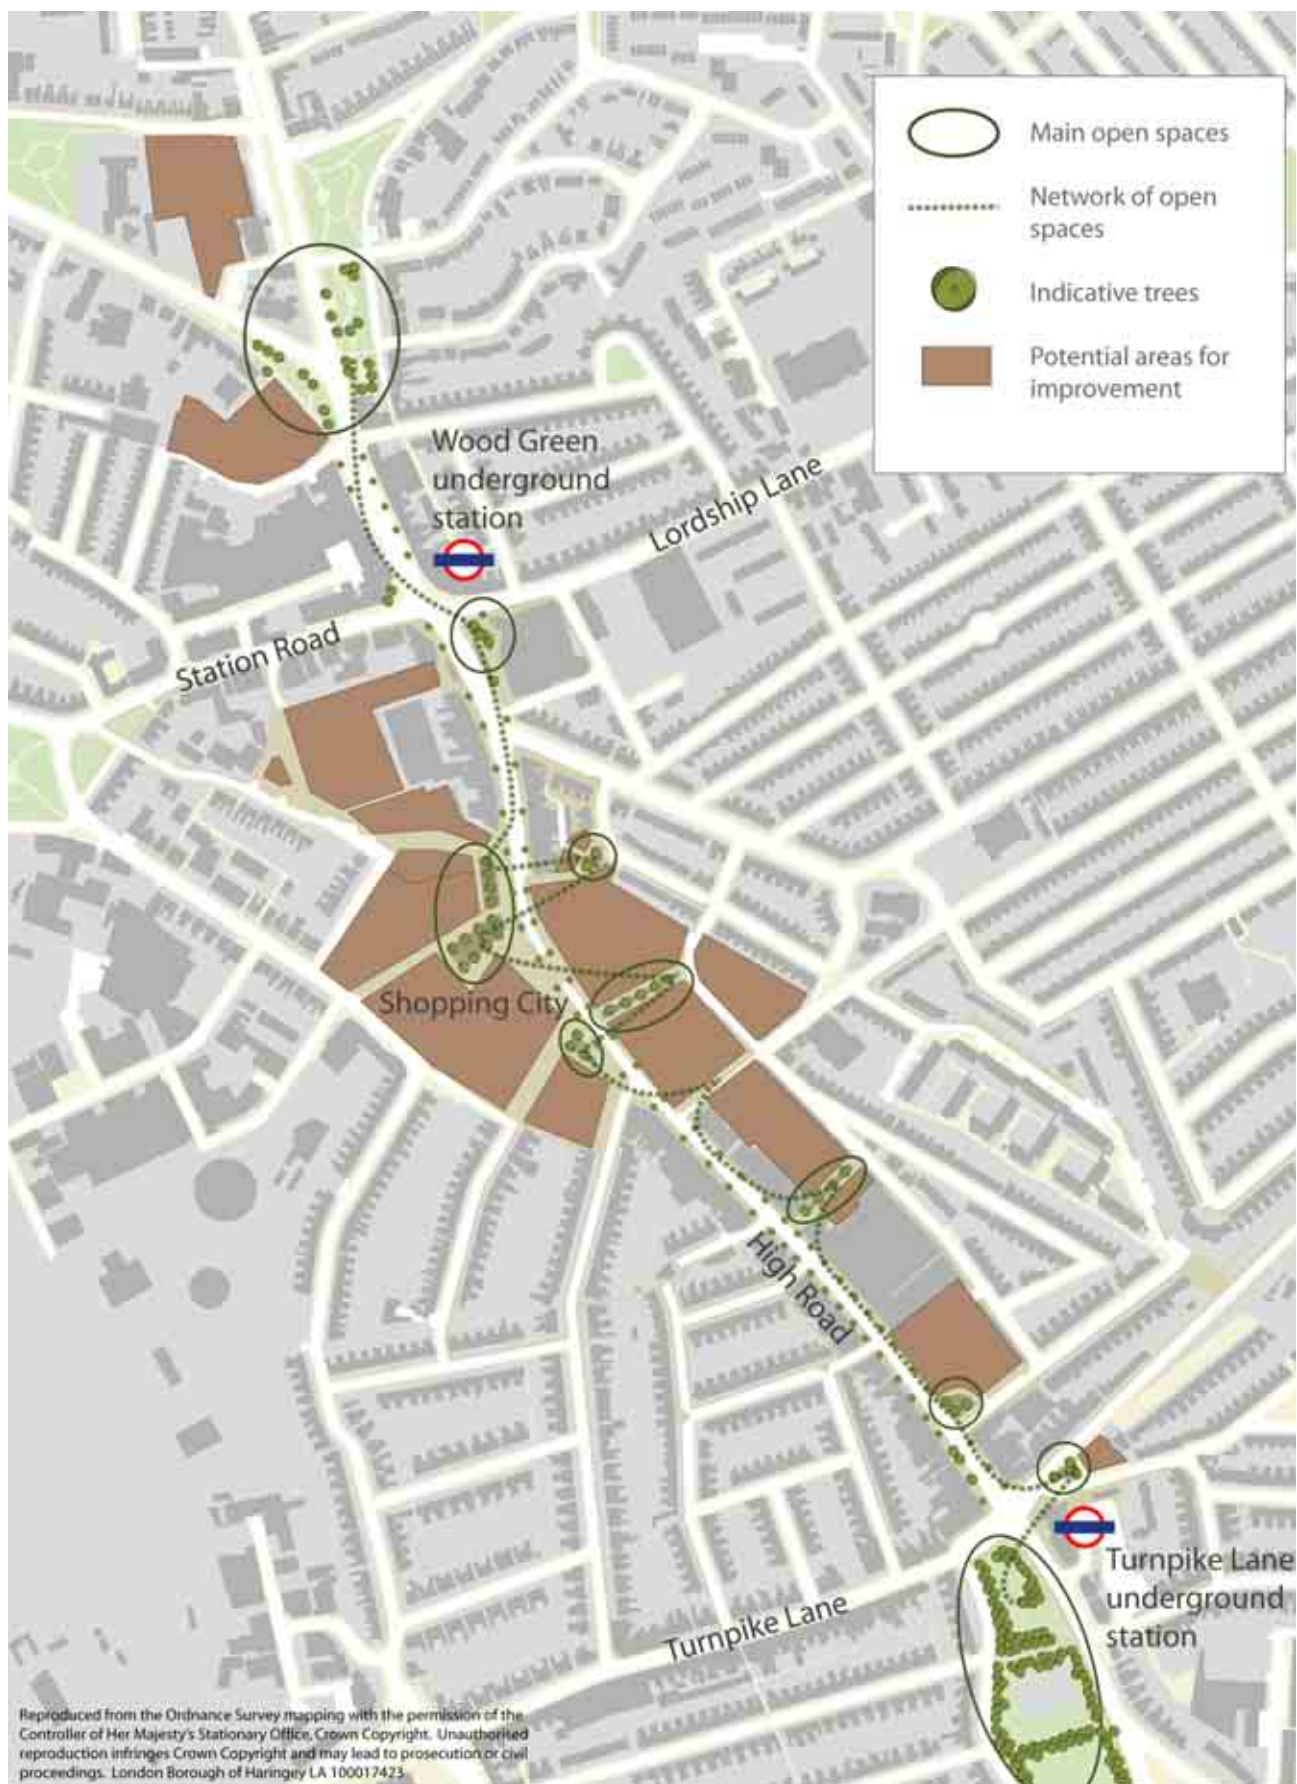 Main open spaces
Network of open
spaces
Indicative trees
Potential areas for
improvement
Wood Green
underground
station
Lordship Lane
Station Road
Shopping City
High Road
Turnpike Lane
underground
station
Turnpike Lane
Reproduced from the Ordnance Survey mapping with the permission of the
Controller of Her Majesty's Stationary Office, Crown Copyright. Unauthorised
reproduction infringes Crown Copyright and may lead to prosecution or civil
proceedings. London Borough of Haringey LA 100017423